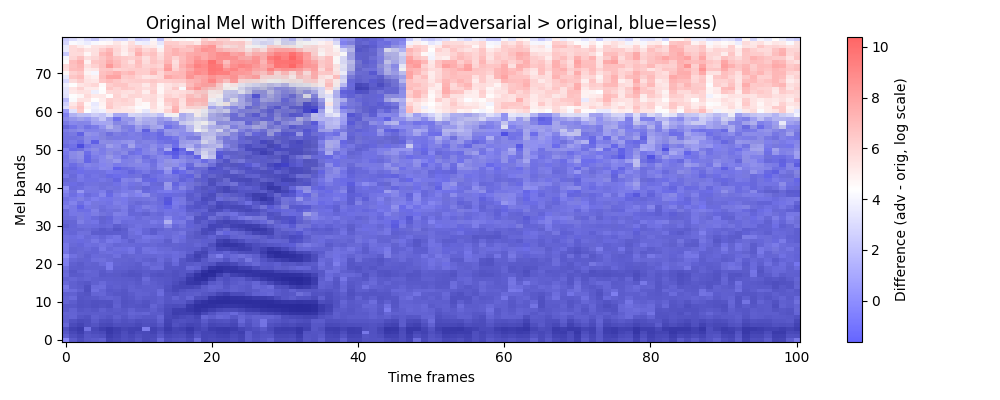 Original Mel with Differences (red=adversarial > original, blue=less)
Mel bands
70
60
50
40
30
20
10
0
0 20 40 60 80 100
Time frames
10
8
6
4
2
0
Difference (adv - orig, log scale)